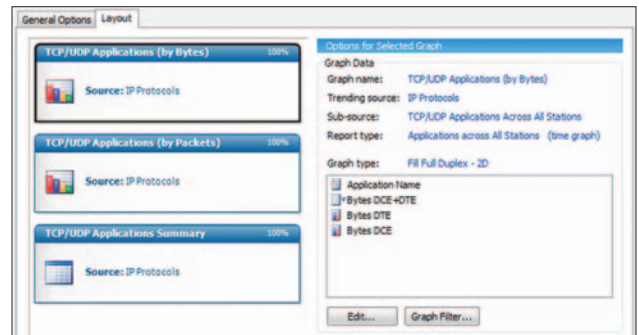 General Options Layout
TCP/UDP Applications (by Bytes) 100%
Source: IP Protocols
TCP/UDP Applications (by Packets) 100%
Source: IP Protocols
TCP/UDP Applications Summary 100%
Source: IP Protocols
Options for Selected Graph
Graph Data
Graph name: TCP/UDP Applications (by Bytes)
Trending source: IP Protocols
Sub-source: TCP/UDP Applications Across All Stations
Report type: Applications across All Stations (time graph)
Graph type: Fill Full Duplex - 2D
Application Name
Bytes DCE+DTE
Bytes DTE
Bytes DCE
Edit... Graph Filter...